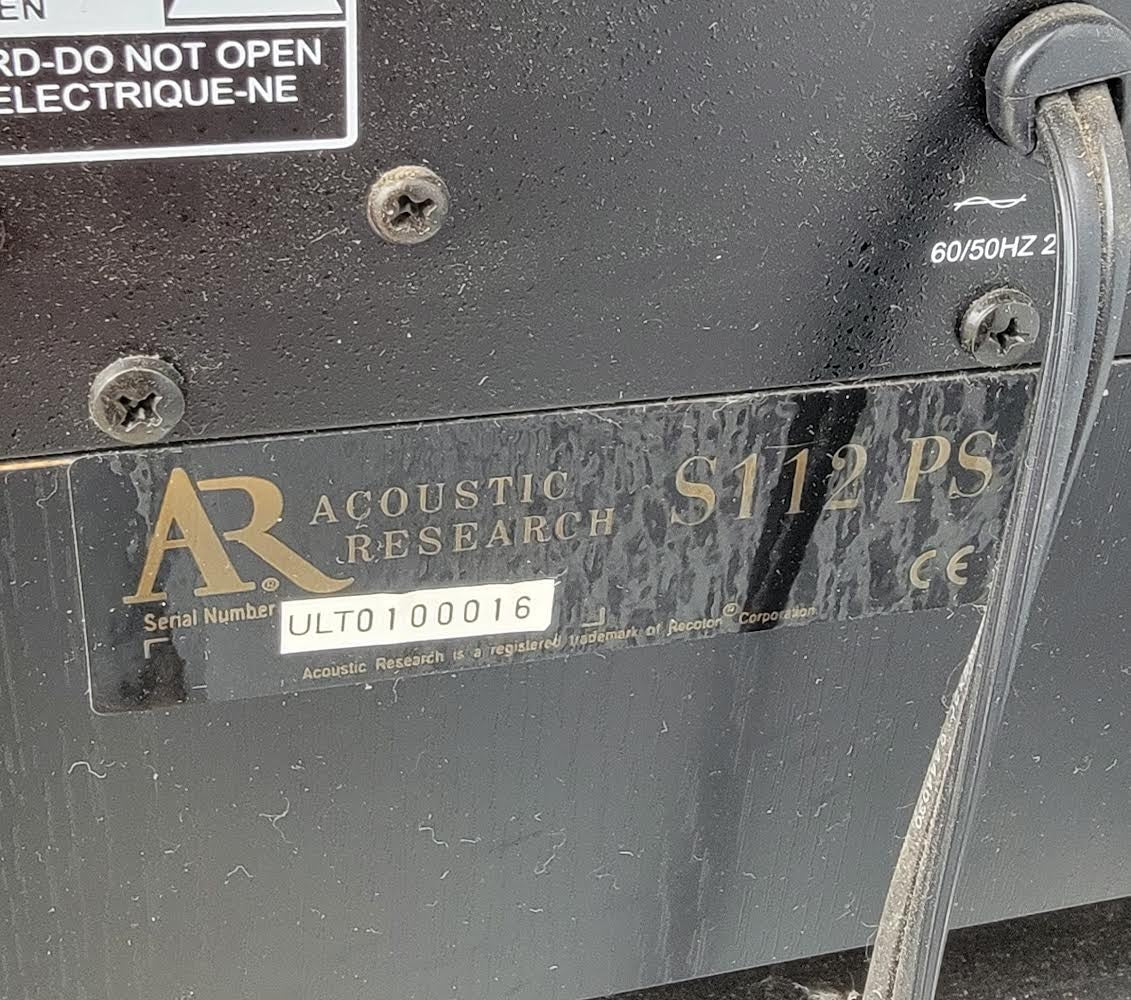 EN
RD-DO NOT OPEN
ELECTRIQUE-NE
60/50HZ 2
AR® ACOUSTIC
RESEARCH
S112 PS
CE
Serial Number ULT0100016
Acoustic Research is a registered trademark of Recoton® Corporation